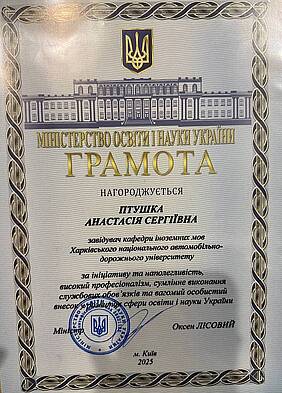 МІНІСТЕРСТВО ОСВІТИ І НАУКИ УКРАЇНИ
ГРАМОТА
НАГОРОДЖУЄТЬСЯ
ПТУШКА
АНАСТАСІЯ СЕРГІЇВНА
завідувач кафедри іноземних мов
Харківського національного автомобільно-
дорожнього університету
за ініціативу та наполегливість,
високий професіоналізм, сумлінне виконання
службових обов'язків та вагомий особистий
внесок сфери освіти і науки України
Міністр Оксен ЛІСОВИЙ
м. Київ
2025